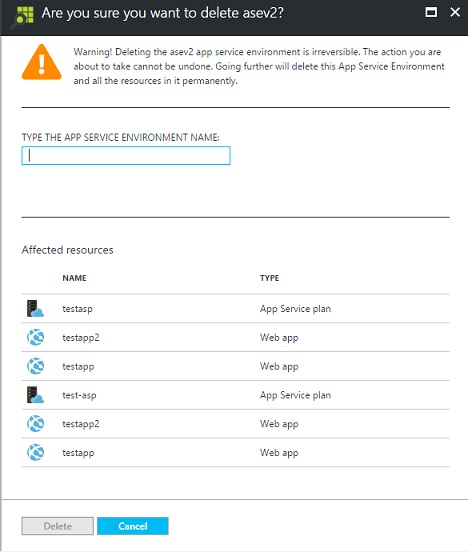 Are you sure you want to delete asev2?
Warning! Deleting the asev2 app service environment is irreversible. The action you are
about to take cannot be undone. Going further will delete this App Service Environment
and all the resources in it permanently.
TYPE THE APP SERVICE ENVIRONMENT NAME:
Affected resources
NAME TYPE
testasp App Service plan
testapp2 Web app
testapp Web app
test-asp App Service plan
testapp2 Web app
testapp Web app
Delete Cancel